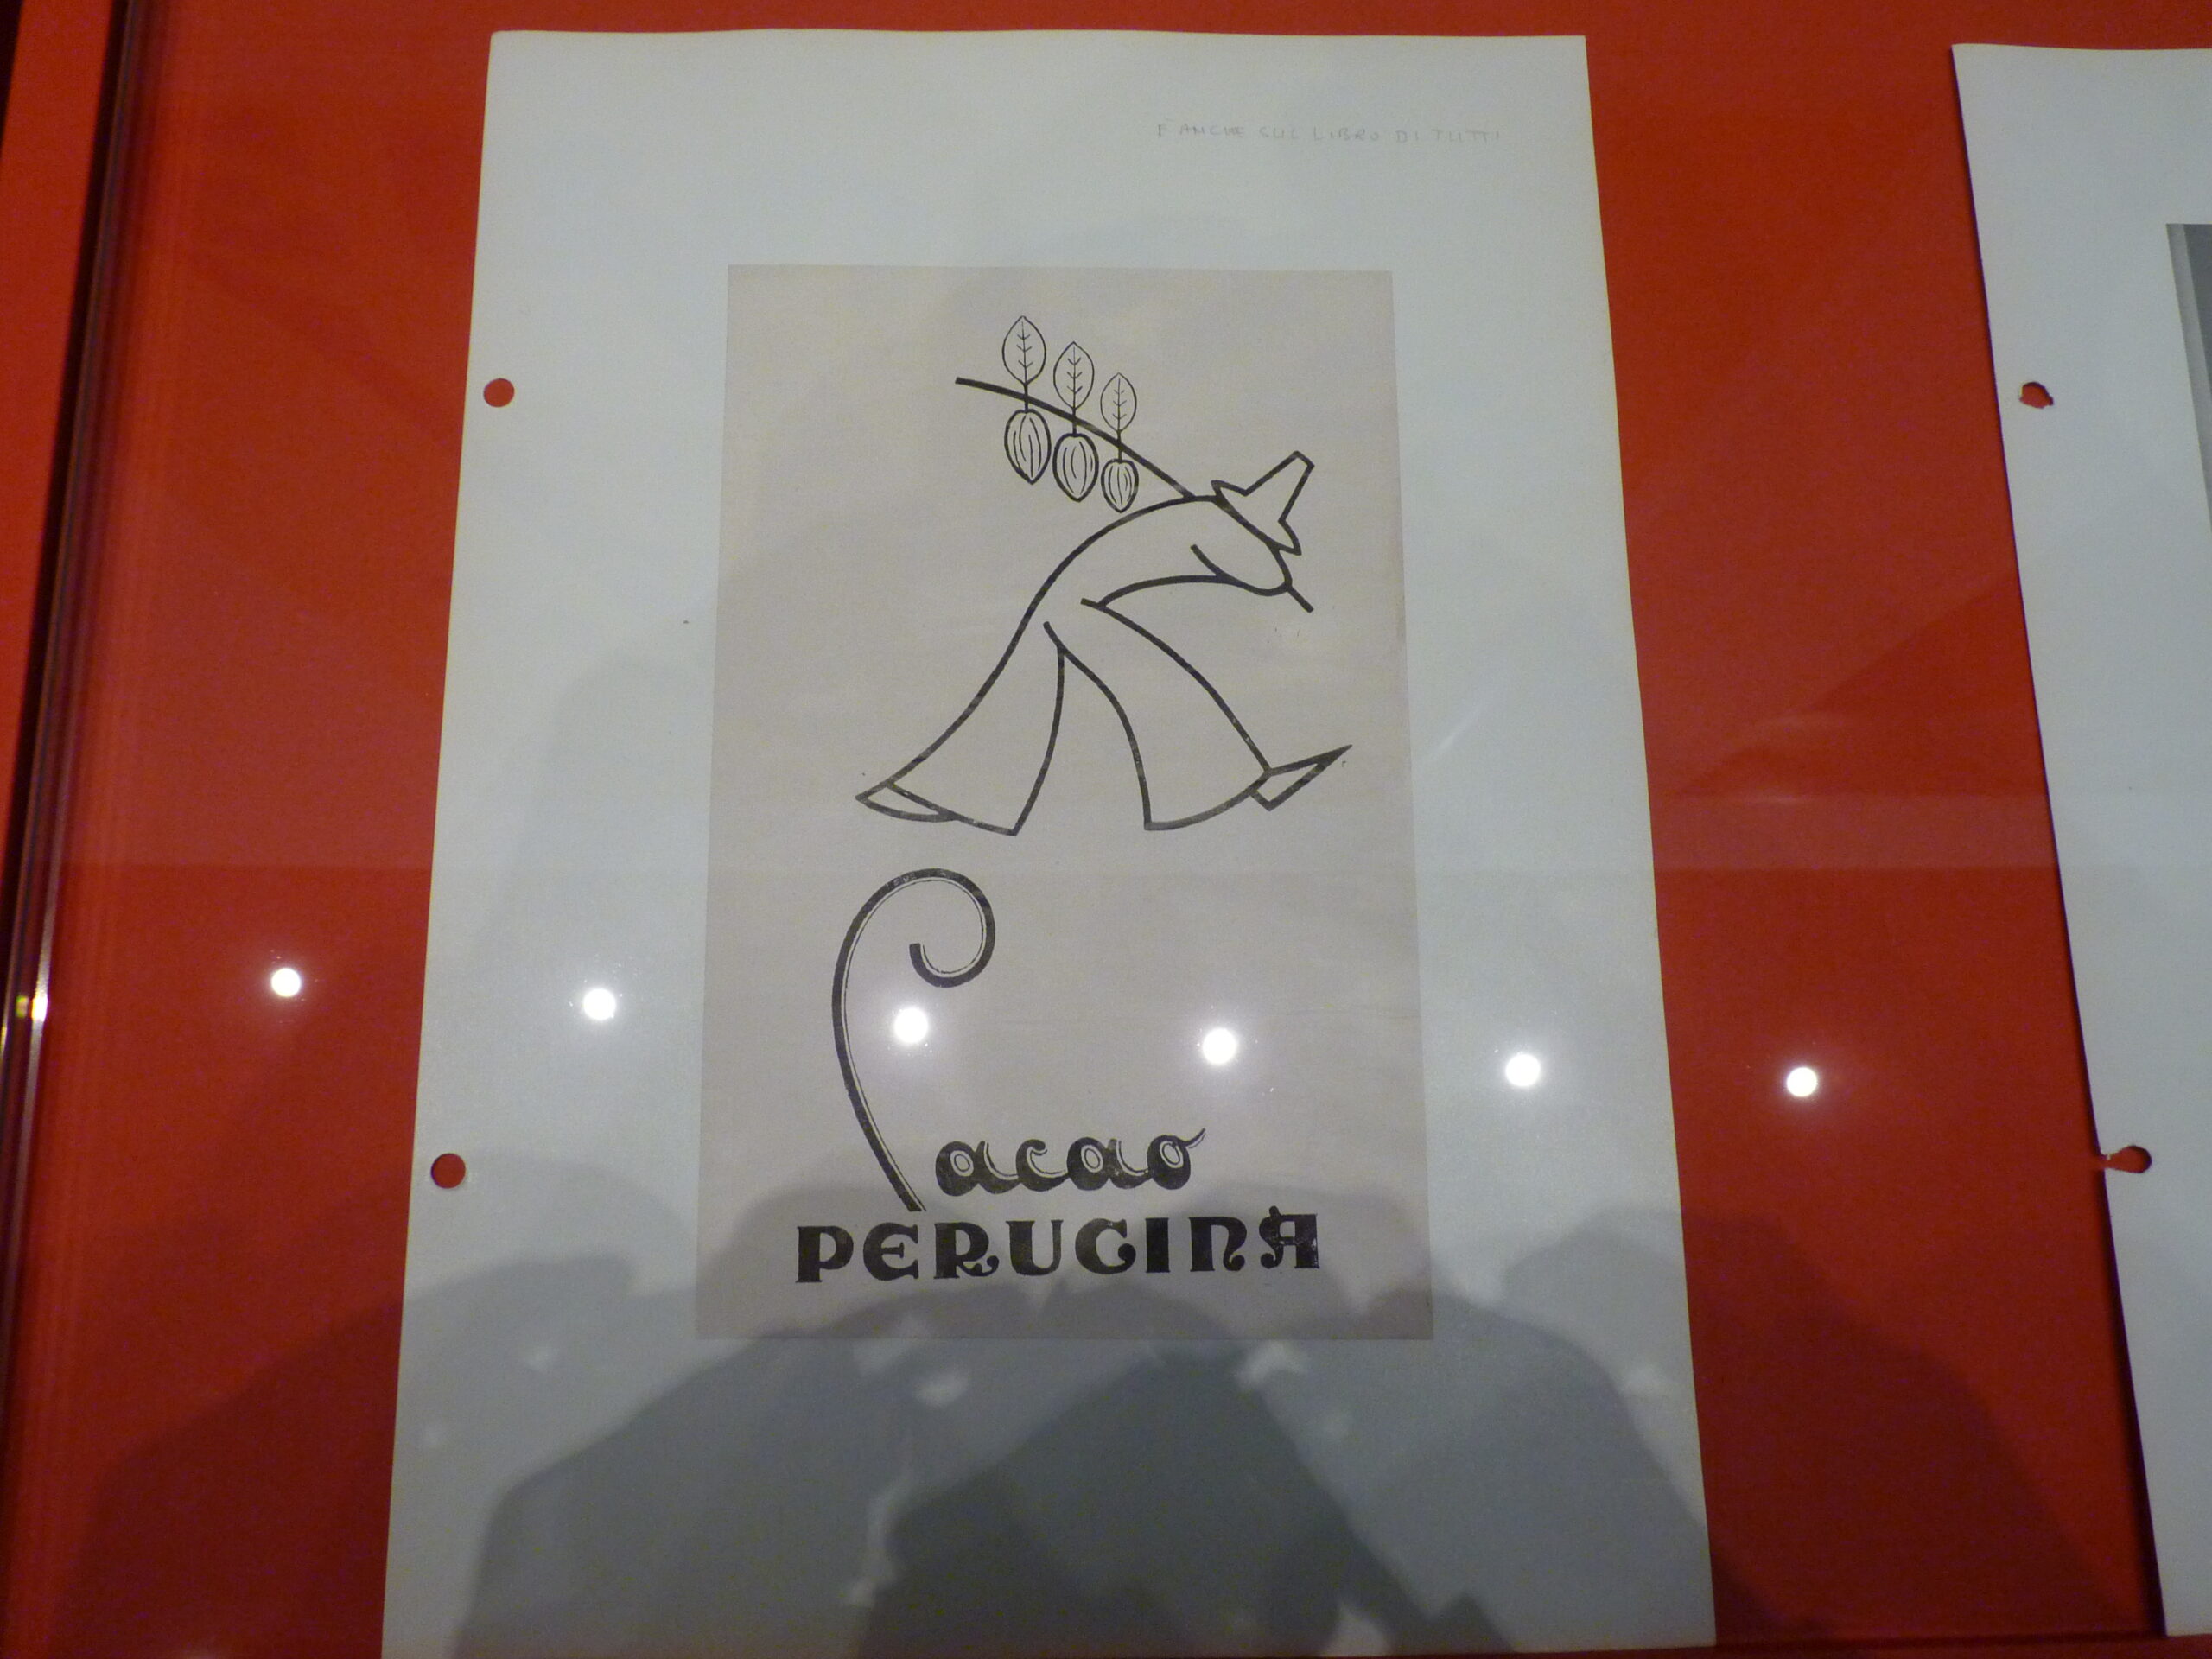 È ANCHE SUL LIBRO DI TUTTI
Cacao
PERUGINA